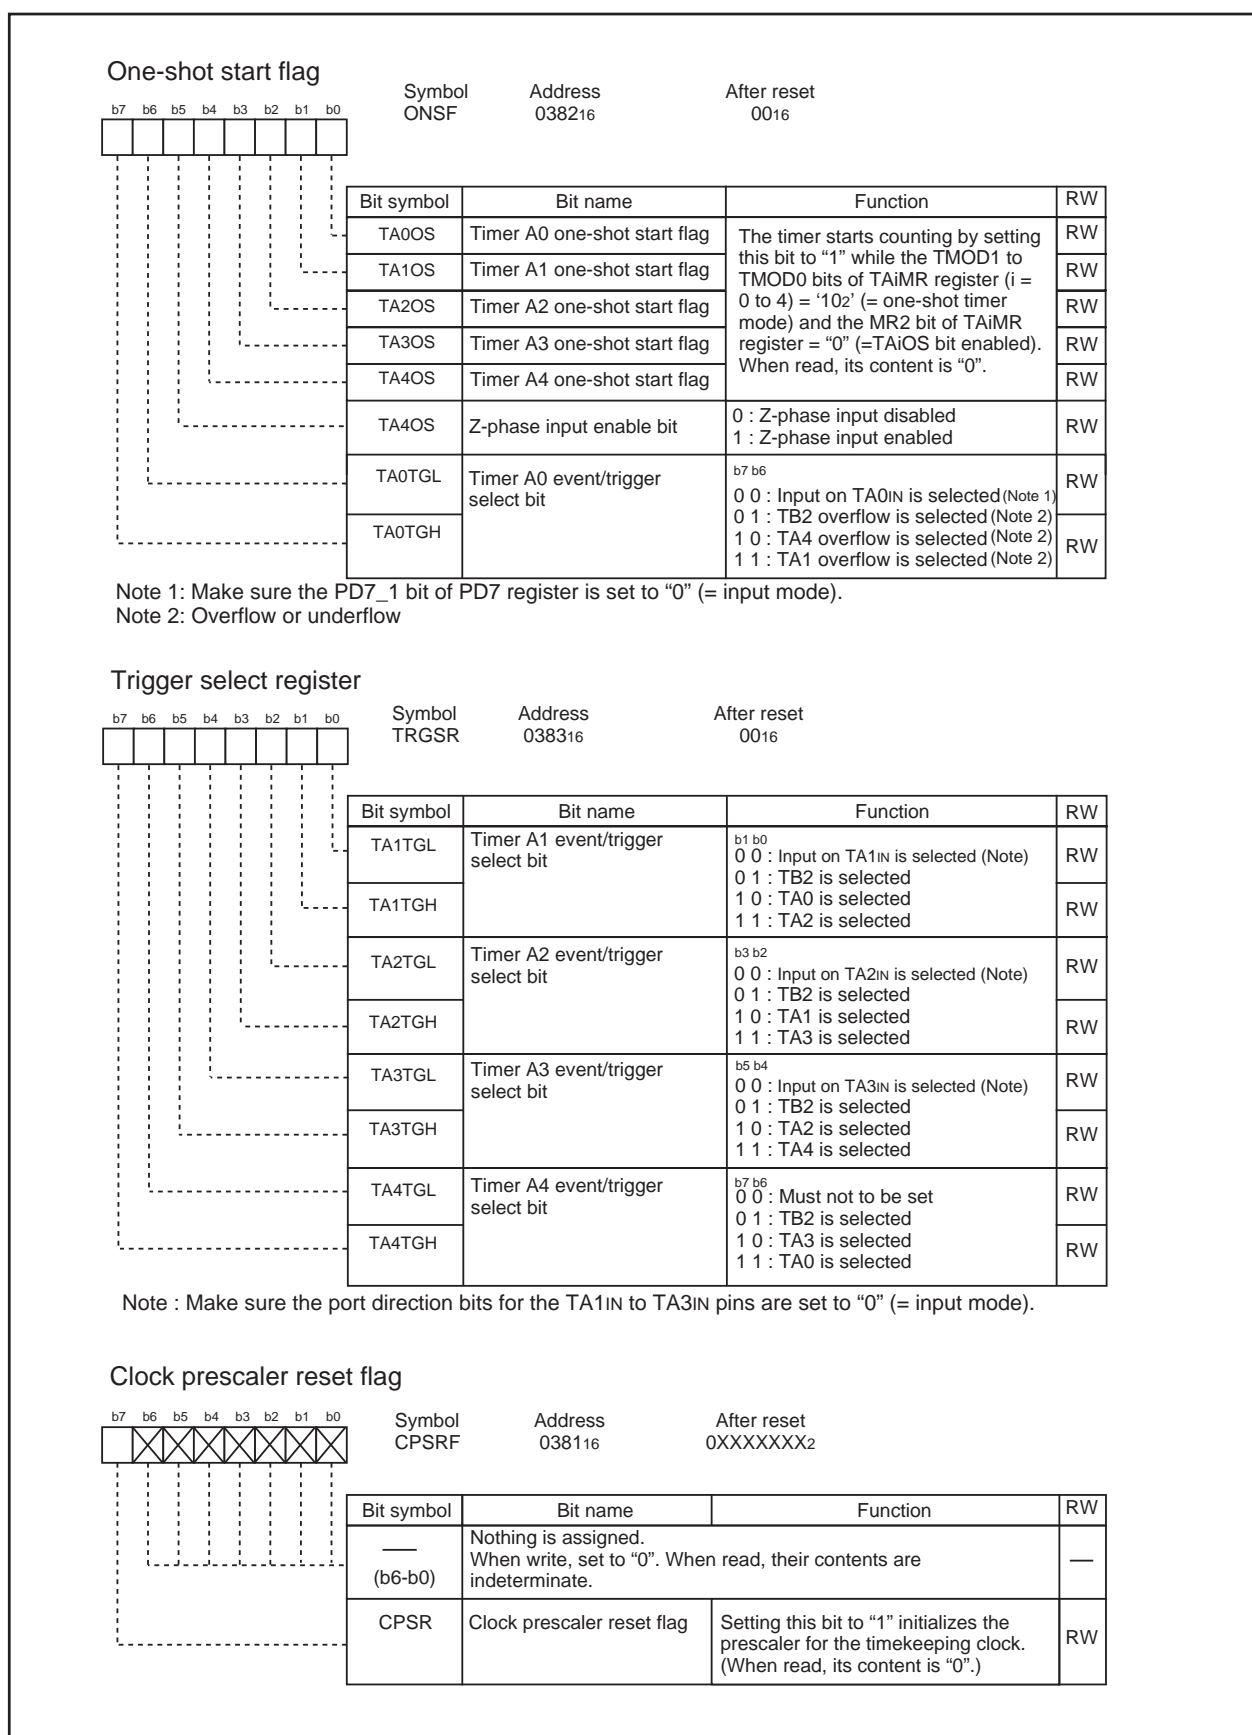 One-shot start flag
Symbol Address After reset
b7 b6 b5 b4 b3 b2 b1 b0
ONSF 038216 0016
Bit symbol Bit name Function RW
TA0OS Timer A0 one-shot start flag RW
TA1OS Timer A1 one-shot start flag RW
TA2OS Timer A2 one-shot start flag RW
TA3OS Timer A3 one-shot start flag RW
TA4OS Timer A4 one-shot start flag RW
The timer starts counting by setting
this bit to “1” while the TMOD1 to
TMOD0 bits of TAiMR register (i =
0 to 4) = ‘102’ (= one-shot timer
mode) and the MR2 bit of TAiMR
register = “0” (=TAiOS bit enabled).
When read, its content is “0”.
TA4OS Z-phase input enable bit RW
0 : Z-phase input disabled
1 : Z-phase input enabled
TA0TGL Timer A0 event/trigger RW
select bit
TA0TGH RW
b7 b6
0 0 : Input on TA0IN is selected (Note 1)
0 1 : TB2 overflow is selected (Note 2)
1 0 : TA4 overflow is selected (Note 2)
1 1 : TA1 overflow is selected (Note 2)
Note 1: Make sure the PD7_1 bit of PD7 register is set to “0” (= input mode).
Note 2: Overflow or underflow
Trigger select register
Symbol Address After reset
b7 b6 b5 b4 b3 b2 b1 b0
TRGSR 038316 0016
Bit symbol Bit name Function RW
TA1TGL Timer A1 event/trigger RW
select bit
TA1TGH RW
b1 b0
0 0 : Input on TA1IN is selected (Note)
0 1 : TB2 is selected
1 0 : TA0 is selected
1 1 : TA2 is selected
TA2TGL Timer A2 event/trigger RW
select bit
TA2TGH RW
b3 b2
0 0 : Input on TA2IN is selected (Note)
0 1 : TB2 is selected
1 0 : TA1 is selected
1 1 : TA3 is selected
TA3TGL Timer A3 event/trigger RW
select bit
TA3TGH RW
b5 b4
0 0 : Input on TA3IN is selected (Note)
0 1 : TB2 is selected
1 0 : TA2 is selected
1 1 : TA4 is selected
TA4TGL Timer A4 event/trigger RW
select bit
TA4TGH RW
b7 b6
0 0 : Must not to be set
0 1 : TB2 is selected
1 0 : TA3 is selected
1 1 : TA0 is selected
Note : Make sure the port direction bits for the TA1IN to TA3IN pins are set to “0” (= input mode).
Clock prescaler reset flag
Symbol Address After reset
b7 b6 b5 b4 b3 b2 b1 b0
CPSRF 038116 0XXXXXXX2
Bit symbol Bit name Function RW
—
(b6-b0)
Nothing is assigned.
When write, set to “0”. When read, their contents are
indeterminate.
—
CPSR Clock prescaler reset flag RW
Setting this bit to “1” initializes the
prescaler for the timekeeping clock.
(When read, its content is “0”.)